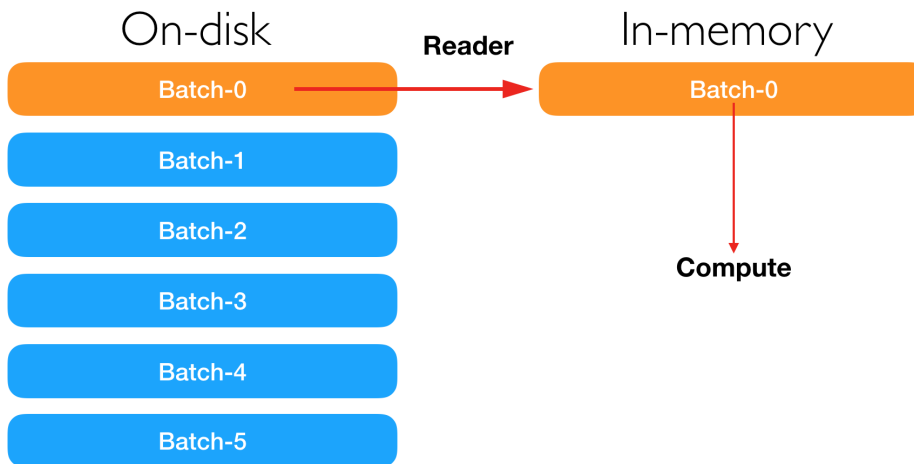 On-disk
Reader
In-memory
Batch-0
Batch-0
Batch-1
Batch-2
Compute
Batch-3
Batch-4
Batch-5